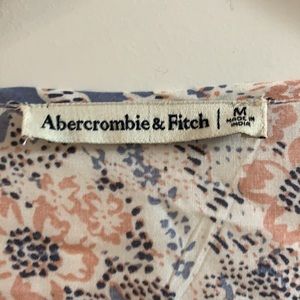 Abercrombie & Fitch
M
MADE IN
INDIA